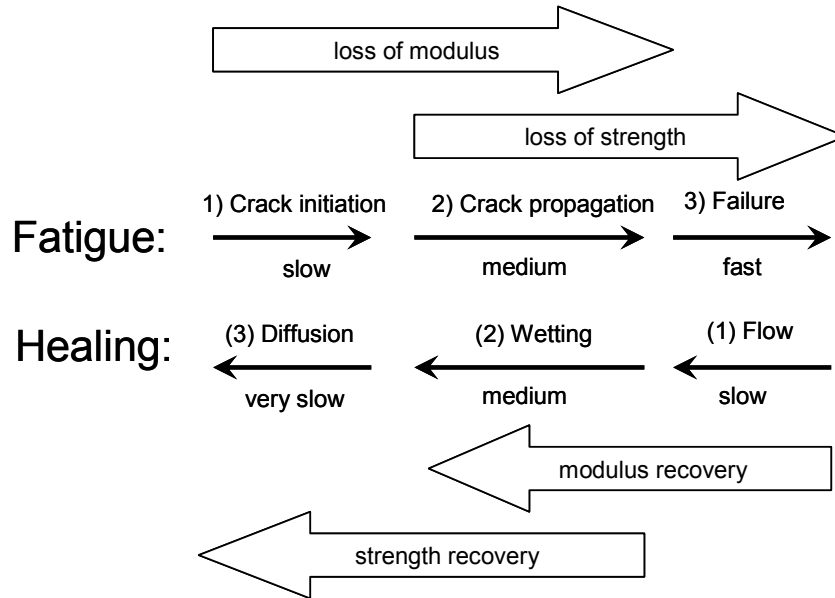 loss of modulus
loss of strength
1) Crack initiation 2) Crack propagation 3) Failure
Fatigue:
slow medium fast
Healing:
(3) Diffusion (2) Wetting (1) Flow
very slow medium slow
modulus recovery
strength recovery